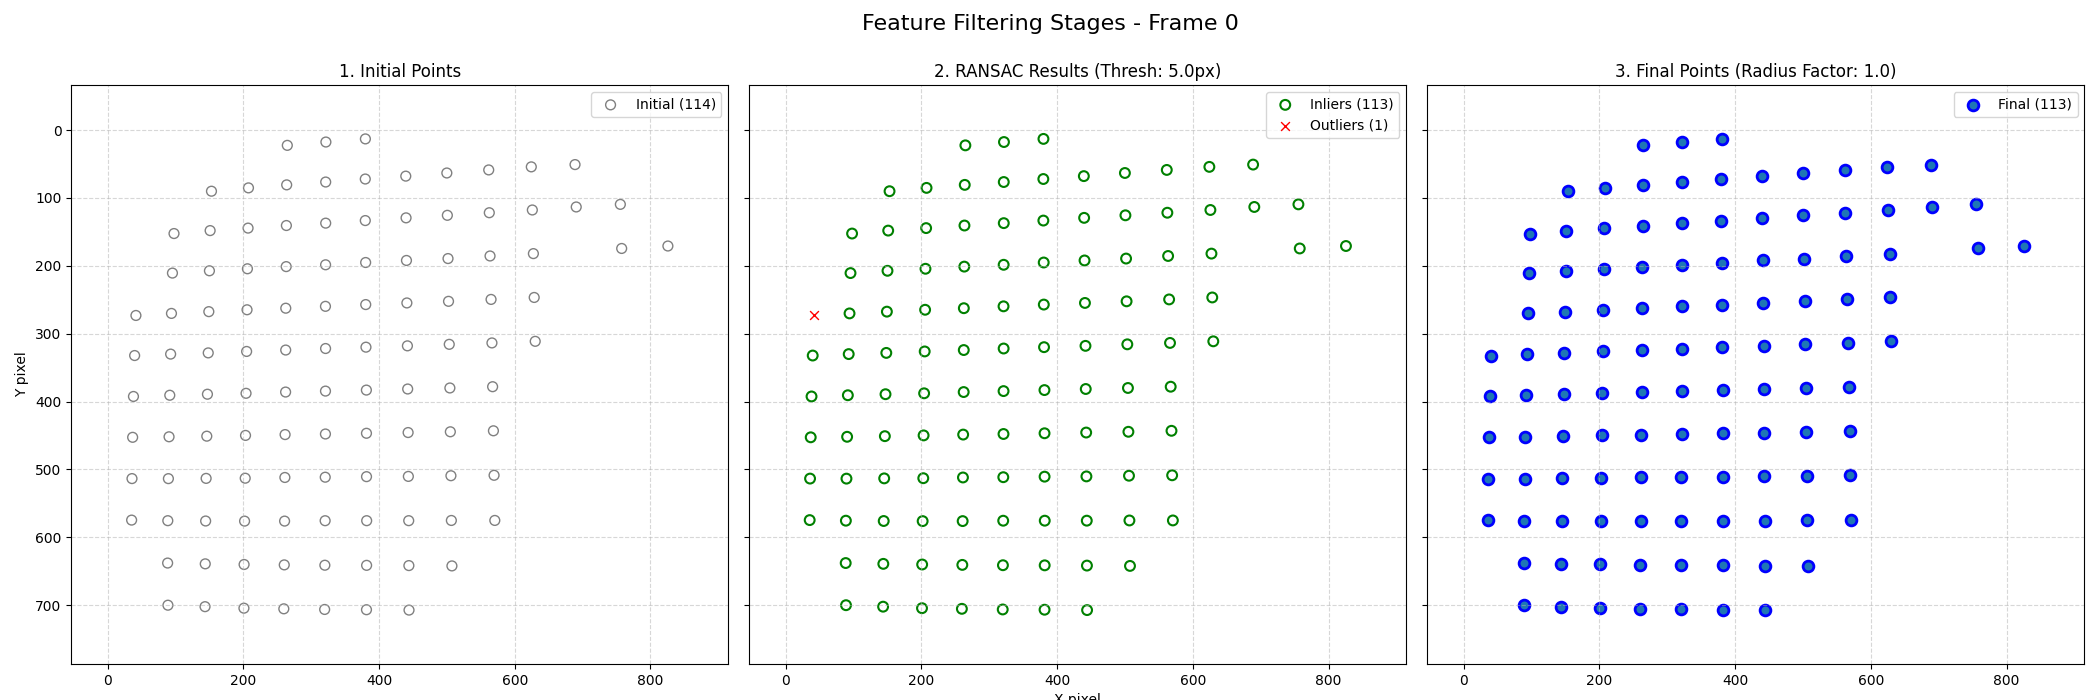 Feature Filtering Stages - Frame 0
1. Initial Points
Initial (114)
0
100
200
300
400
500
600
700
Y pixel
0 200 400 600 800
2. RANSAC Results (Thresh: 5.0px)
Inliers (113)
Outliers (1)
0 200 400 600 800
X pixel
3. Final Points (Radius Factor: 1.0)
Final (113)
0 200 400 600 800